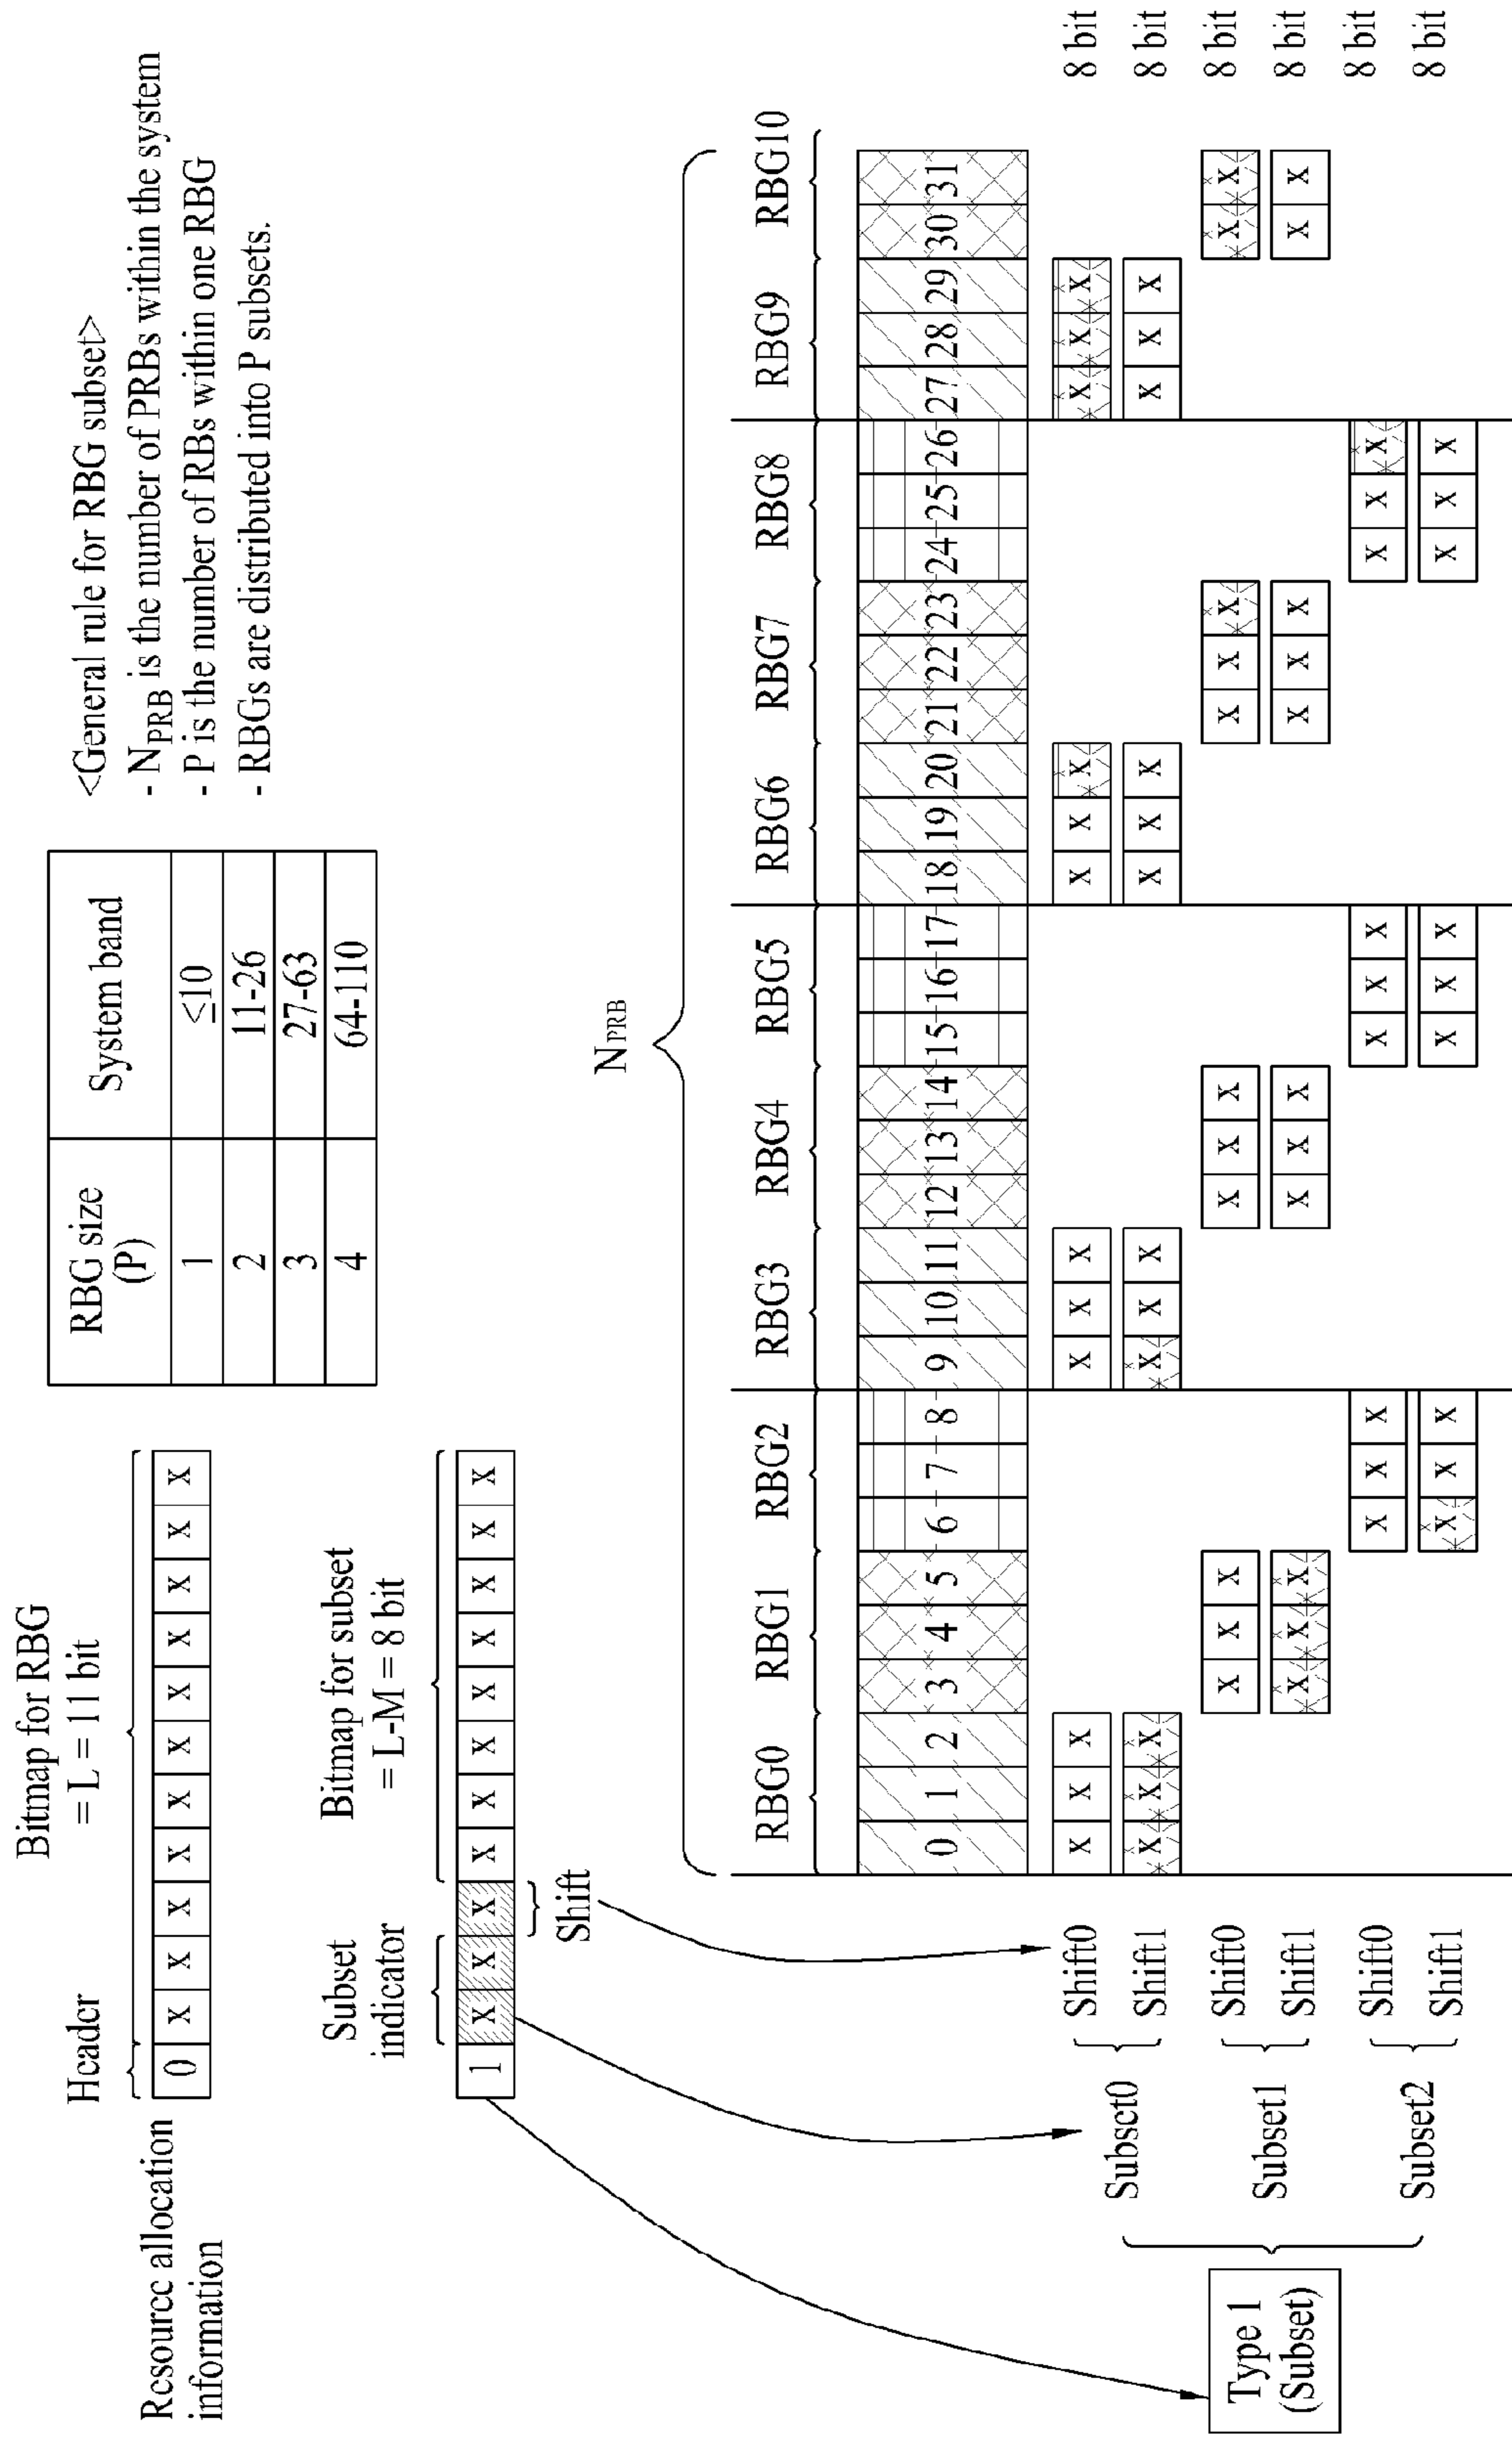 Header
Bitmap for RBG
= L = 11 bit
Resource allocation
information
0 X X X X X X X X X X X
Subset
indicator
Bitmap for subset
= L-M = 8 bit
1 X X X X X X X X X X X
Shift
RBG size
(P)
System band
1 ≤10
2 11-26
3 27-63
4 64-110
<General rule for RBG subset>
- NPRB is the number of PRBs within the system
- P is the number of RBs within one RBG
- RBGs are distributed into P subsets.
NPRB
RBG0 RBG1 RBG2 RBG3 RBG4 RBG5 RBG6 RBG7 RBG8 RBG9 RBG10
0 1 2 3 4 5 6 7 8 9 10 11 12 13 14 15 16 17 18 19 20 21 22 23 24 25 26 27 28 29 30 31
Type 1
(Subset)
Subset0
Shift0 X X X X X X X X X X X X 8 bit
Shift1 X X X X X X X X X X X X 8 bit
Subset1
Shift0 X X X X X X X X X X X 8 bit
Shift1 X X X X X X X X X X X 8 bit
Subset2
Shift0 X X X X X X X X X 8 bit
Shift1 X X X X X X X X X 8 bit